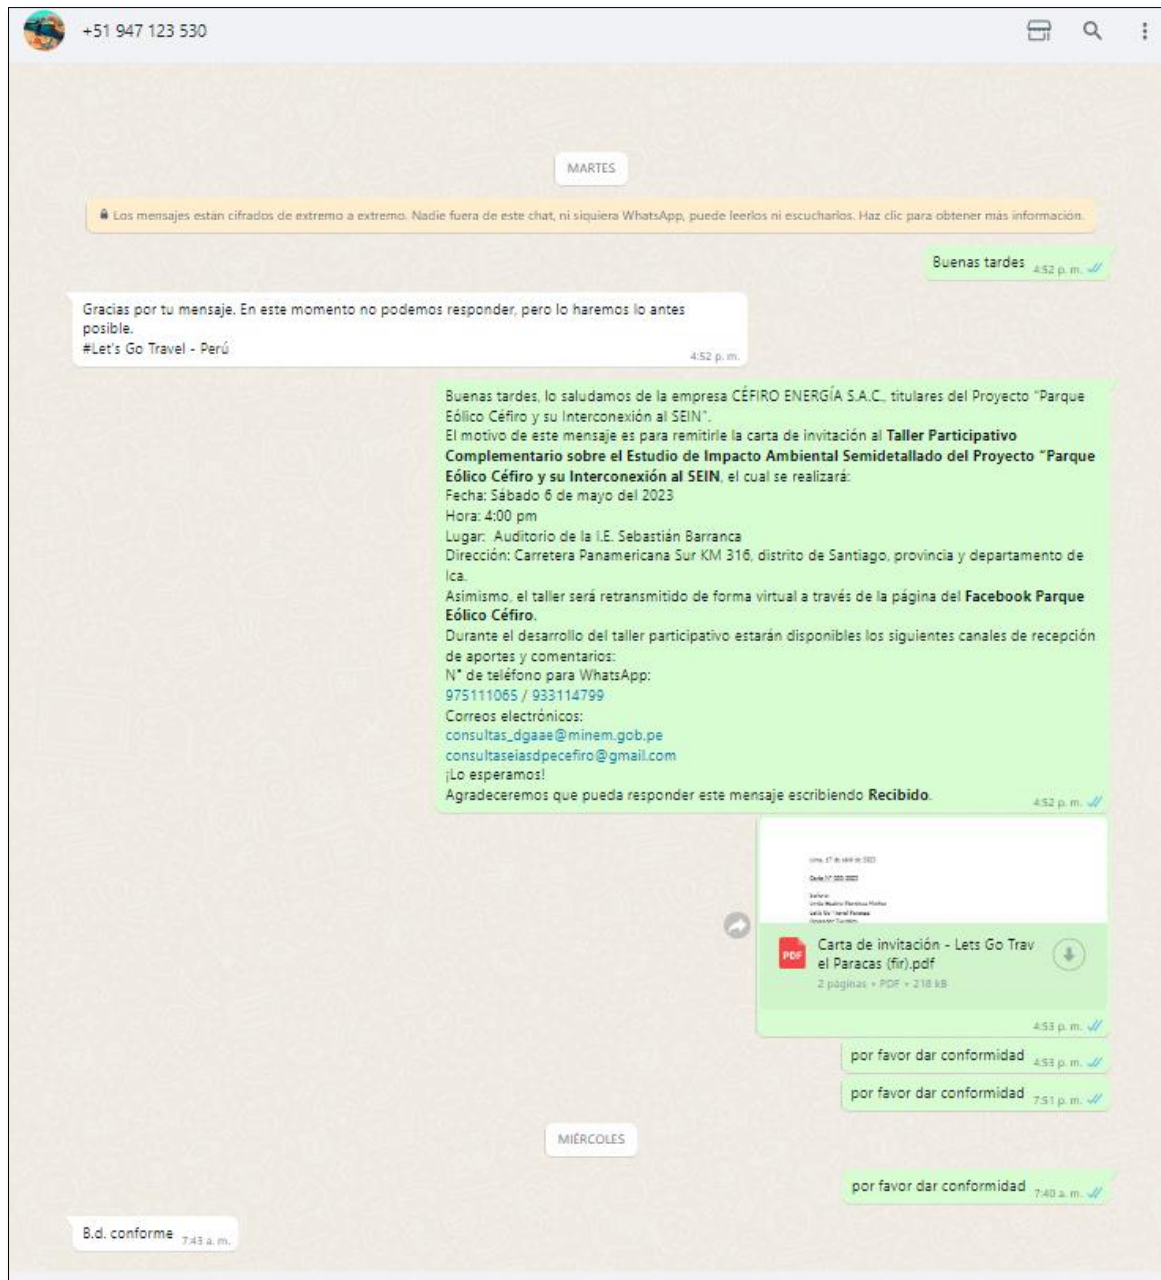 +51 947 123 530
MARTES
Los mensajes están cifrados de extremo a extremo. Nadie fuera de este chat, ni siquiera WhatsApp, puede leerlos ni escucharlos. Haz clic para obtener más información.
Buenas tardes 4:52 p. m.
Gracias por tu mensaje. En este momento no podemos responder, pero lo haremos lo antes
posible.
#Let's Go Travel - Perú
4:52 p. m.
Buenas tardes, lo saludamos de la empresa CÉFIRO ENERGÍA S.A.C., titulares del Proyecto "Parque
Eólico Céfiro y su Interconexión al SEIN".
El motivo de este mensaje es para remitirle la carta de invitación al Taller Participativo
Complementario sobre el Estudio de Impacto Ambiental Semidetallado del Proyecto "Parque
Eólico Céfiro y su Interconexión al SEIN, el cual se realizará:
Fecha: Sábado 6 de mayo del 2023
Hora: 4:00 pm
Lugar: Auditorio de la I.E. Sebastián Barranca
Dirección: Carretera Panamericana Sur KM 316, distrito de Santiago, provincia y departamento de
Ica.
Asimismo, el taller será retransmitido de forma virtual a través de la página del Facebook Parque
Eólico Céfiro.
Durante el desarrollo del taller participativo estarán disponibles los siguientes canales de recepción
de aportes y comentarios:
N° de teléfono para WhatsApp:
975111065 / 933114799
Correos electrónicos:
consultas_dgaae@minem.gob.pe
consultaseiasdpecefiro@gmail.com
¡Lo esperamos!
Agradeceremos que pueda responder este mensaje escribiendo Recibido.
4:52 p. m.
Lima, 17 de abril de 2023
PDF
Carta de invitación - Lets Go Trav
el Paracas (fir).pdf
2 páginas • PDF • 218 kB
4:53 p. m.
por favor dar conformidad 4:53 p. m.
por favor dar conformidad 7:51 p. m.
MIÉRCOLES
por favor dar conformidad 7:40 a. m.
B.d. conforme 7:43 a. m.